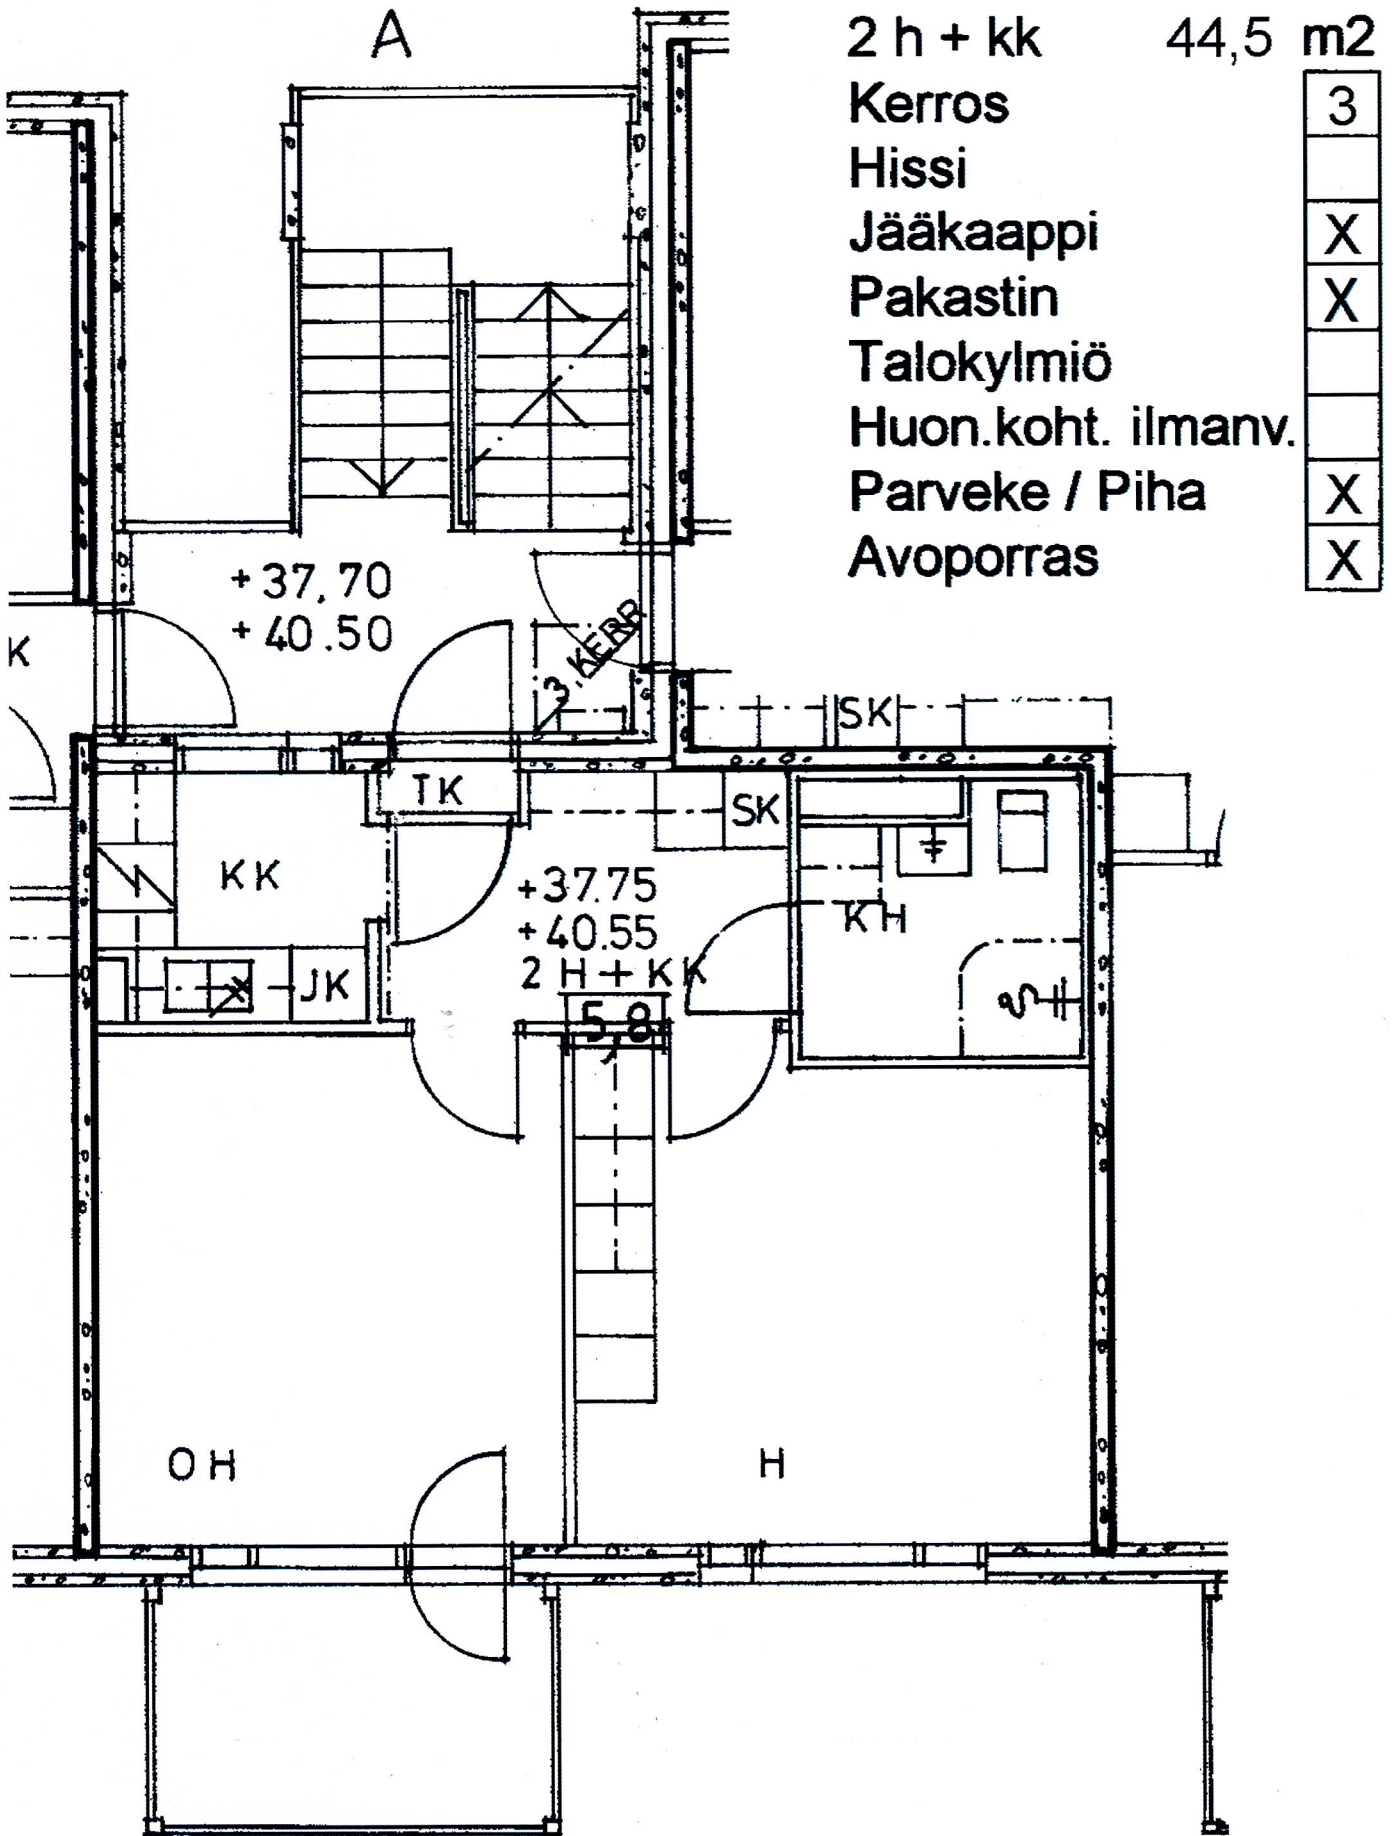 A
2 h + kk 44,5 m2
Kerros 3
Hissi
Jääkaappi X
Pakastin X
Talokylmiö
Huon.koht. ilmanv.
Parveke / Piha X
Avoporras X
+37,70
+40.50
3.KERR
K
SK
TK
SK
KK
+37.75
+40.55
KH
2 H + KK
JK
5,8
OH
H